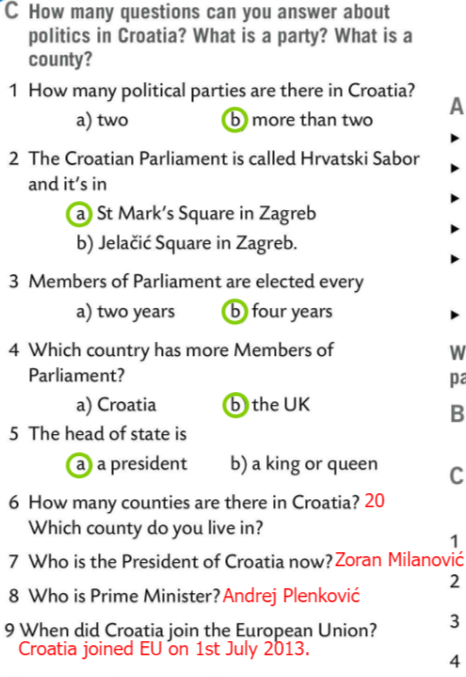 C How many questions can you answer about
politics in Croatia? What is a party? What is a
county?
1 How many political parties are there in Croatia?
a) two b) more than two
2 The Croatian Parliament is called Hrvatski Sabor
and it's in
a) St Mark's Square in Zagreb
b) Jelačić Square in Zagreb.
3 Members of Parliament are elected every
a) two years b) four years
4 Which country has more Members of
Parliament?
a) Croatia b) the UK
5 The head of state is
a) a president b) a king or queen
6 How many counties are there in Croatia? 20
Which county do you live in?
7 Who is the President of Croatia now? Zoran Milanović
8 Who is Prime Minister? Andrej Plenković
9 When did Croatia join the European Union?
Croatia joined EU on 1st July 2013.
A
W
pa
B
C
1
2
3
4